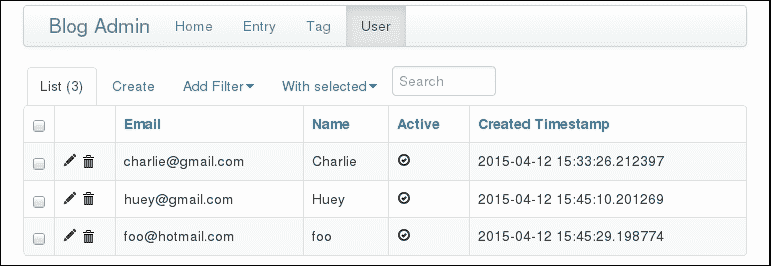 Blog Admin Home Entry Tag User
List (3) Create Add Filter With selected Search
Email Name Active Created Timestamp
charlie@gmail.com Charlie 2015-04-12 15:33:26.212397
huey@gmail.com Huey 2015-04-12 15:45:10.201269
foo@hotmail.com foo 2015-04-12 15:45:29.198774